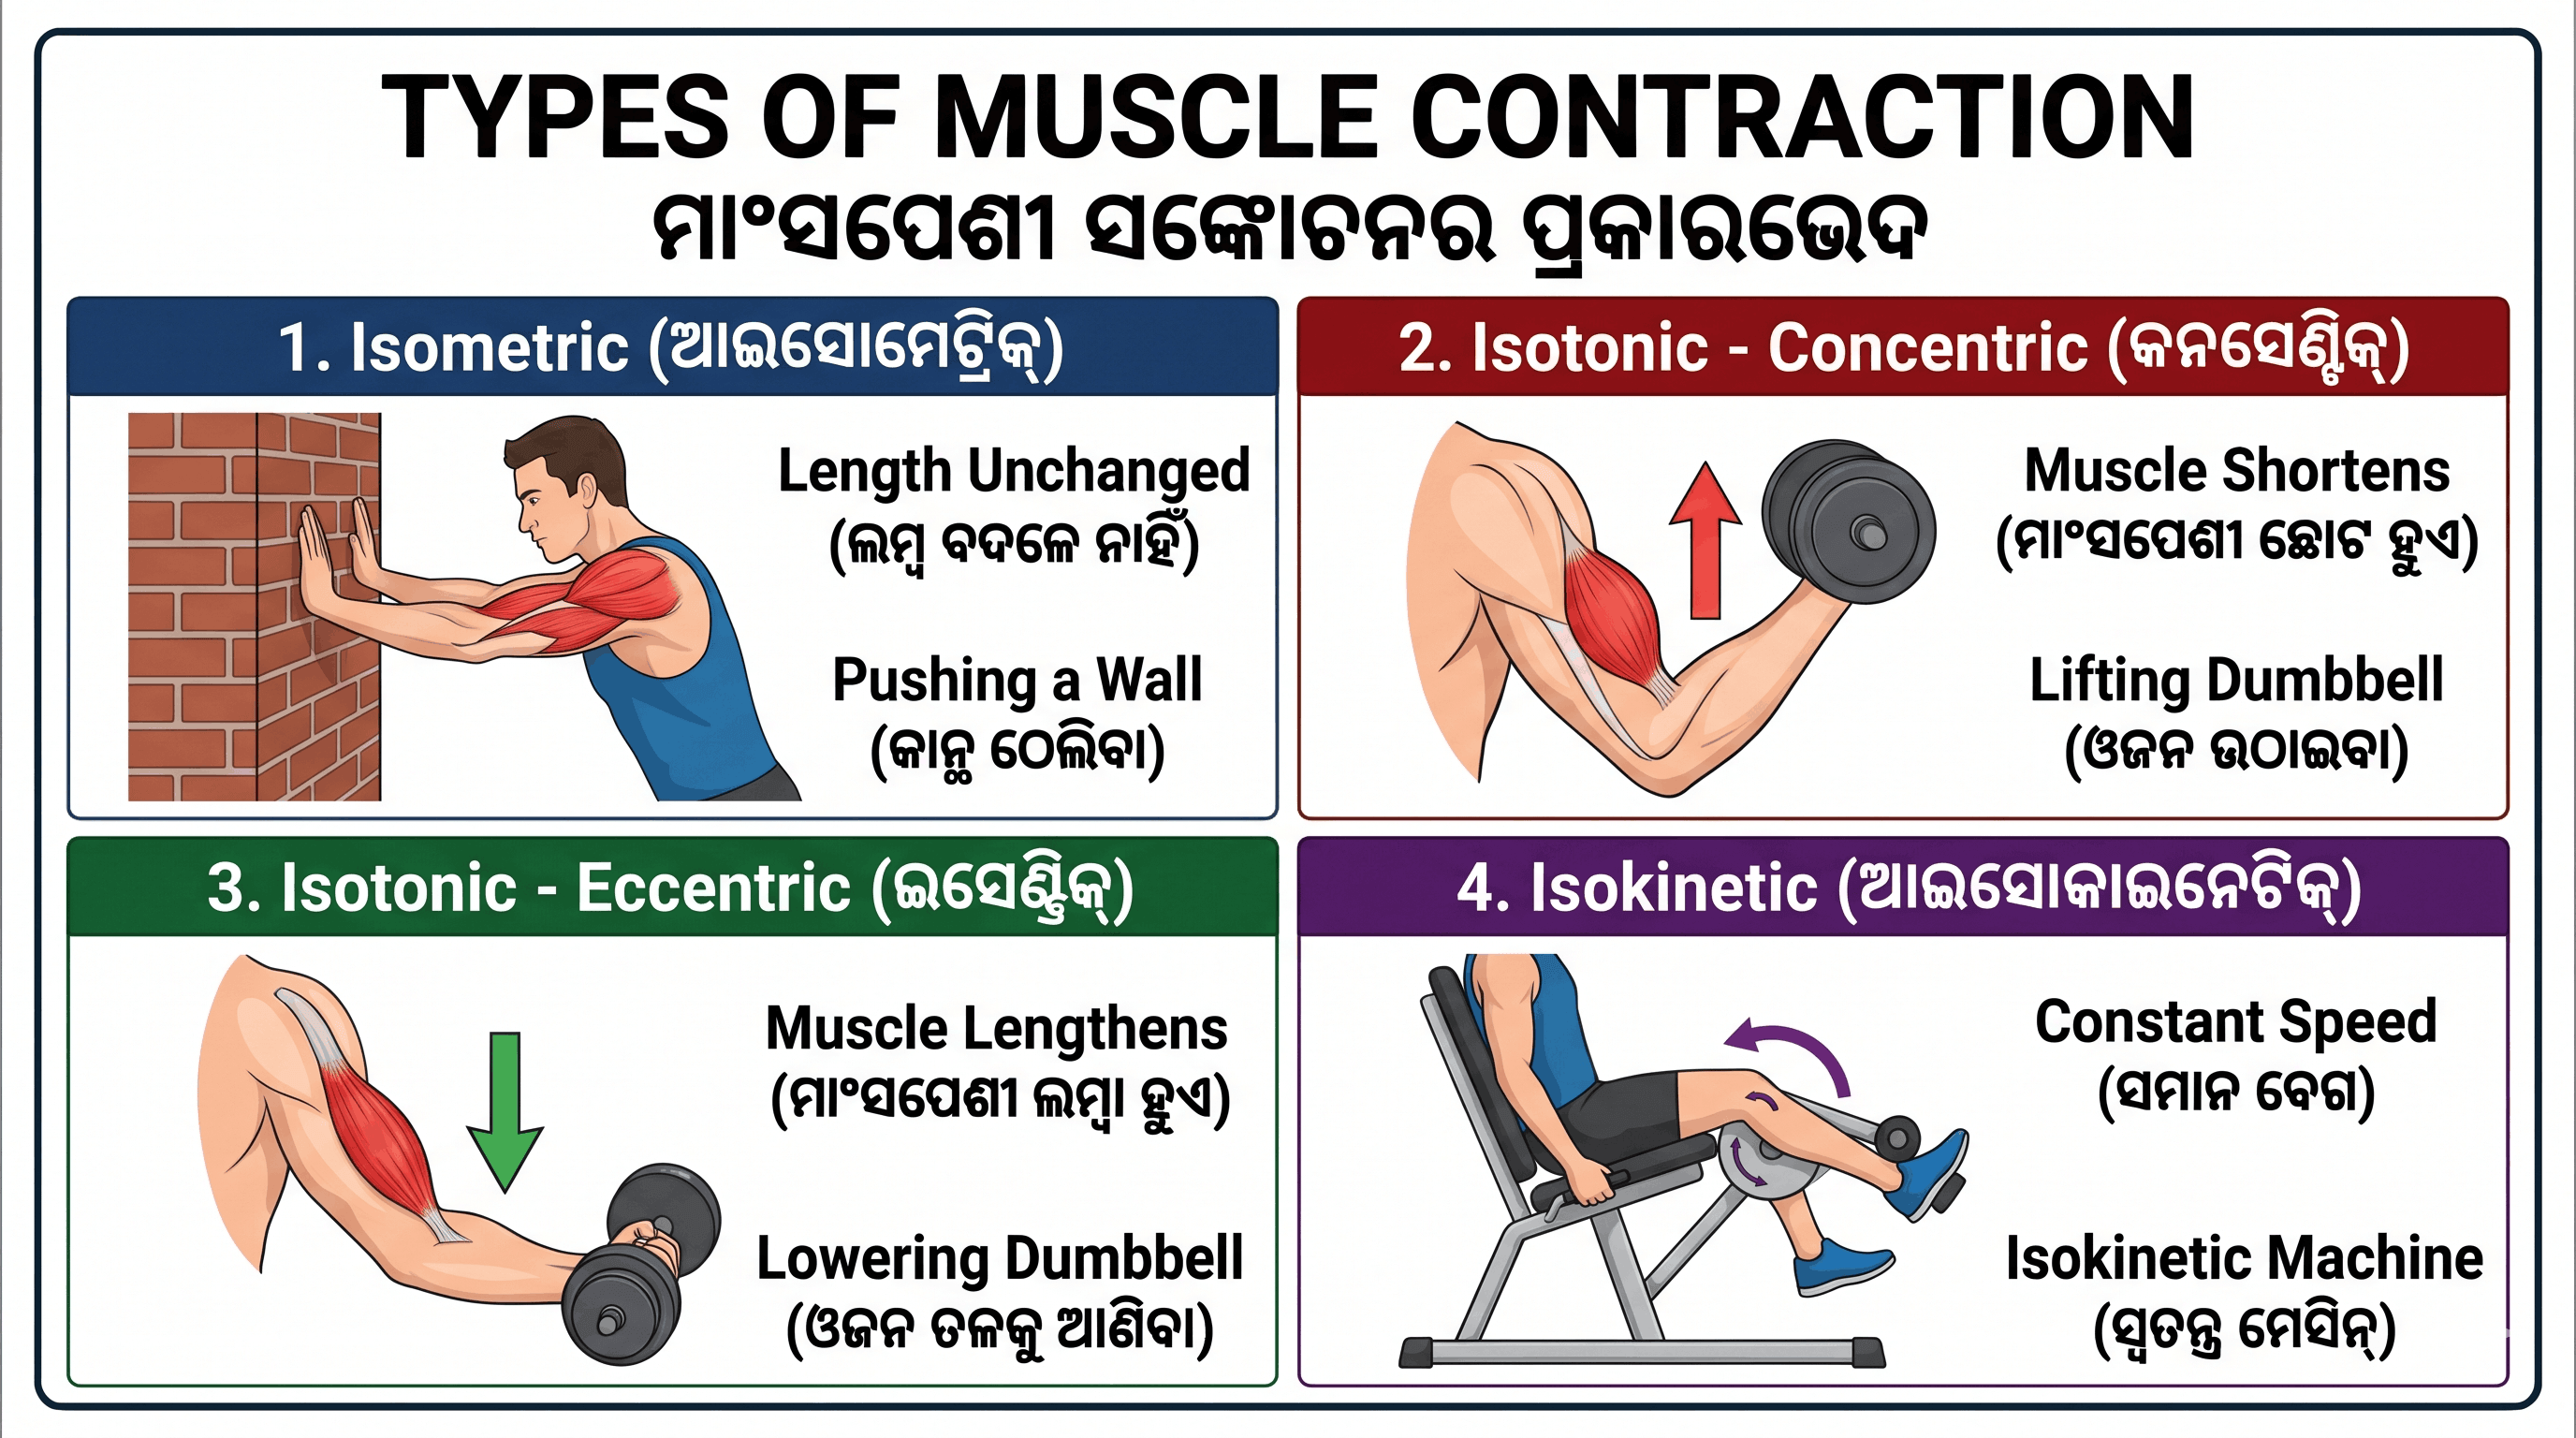 TYPES OF MUSCLE CONTRACTION
ମାଂସପେଶୀ ସଙ୍କୋଚନର ପ୍ରକାରଭେଦ
1. Isometric (ଆଇସୋମେଟ୍ରିକ୍)
Length Unchanged
(ଲମ୍ବ ବଦଳେ ନାହିଁ)
Pushing a Wall
(କାନ୍ଥ ଠେଲିବା)
2. Isotonic - Concentric (କନସେଣ୍ଟ୍ରିକ୍)
Muscle Shortens
(ମାଂସପେଶୀ ଛୋଟ ହୁଏ)
Lifting Dumbbell
(ଓଜନ ଉଠାଇବା)
3. Isotonic - Eccentric (ଇସେଣ୍ଟ୍ରିକ୍)
Muscle Lengthens
(ମାଂସପେଶୀ ଲମ୍ବା ହୁଏ)
Lowering Dumbbell
(ଓଜନ ତଳକୁ ଆଣିବା)
4. Isokinetic (ଆଇସୋକାଇନେଟିକ୍)
Constant Speed
(ସମାନ ବେଗ)
Isokinetic Machine
(ସ୍ୱତନ୍ତ୍ର ମେସିନ୍)